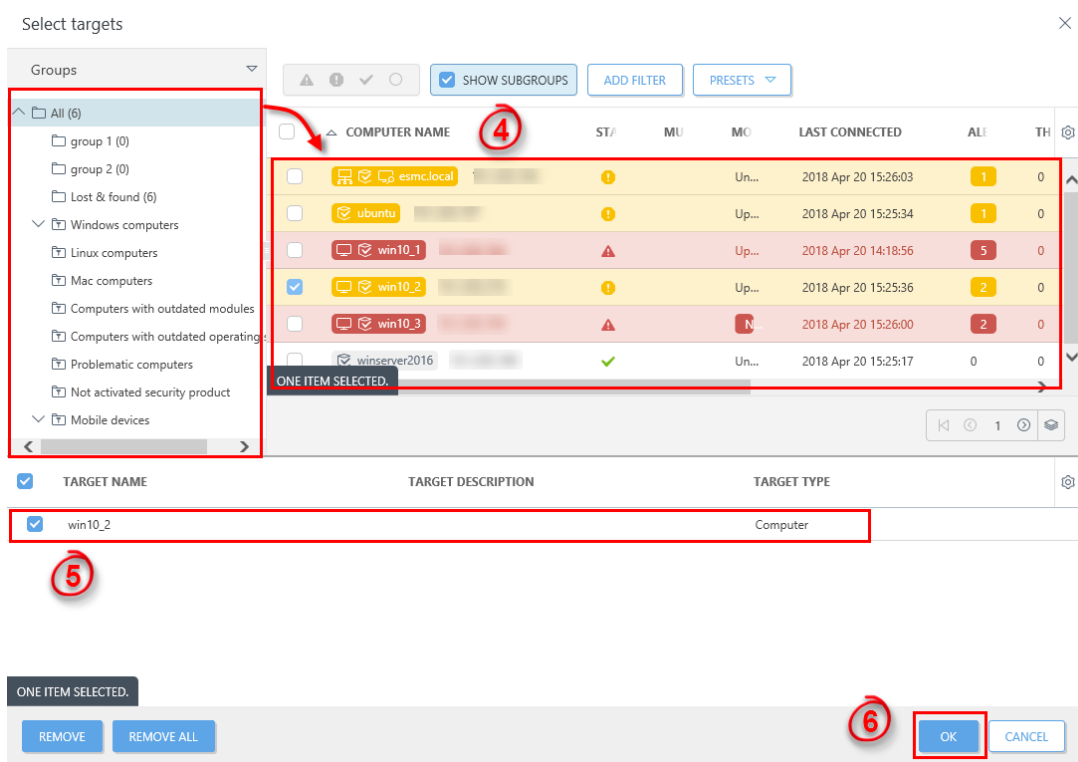 Select targets
Groups
SHOW SUBGROUPS
ADD FILTER
PRESETS
All (6)
group 1 (0)
group 2 (0)
Lost & found (6)
Windows computers
Linux computers
Mac computers
Computers with outdated modules
Computers with outdated operating
Problematic computers
Not activated security product
Mobile devices
4
COMPUTER NAME STA MU MO LAST CONNECTED ALE TH
esmc.local Un... 2018 Apr 20 15:26:03 1 0
ubuntu Up... 2018 Apr 20 15:25:34 1 0
win10_1 Up... 2018 Apr 20 14:18:56 5 0
win10_2 Up... 2018 Apr 20 15:25:36 2 0
win10_3 N... 2018 Apr 20 15:26:00 2 0
winserver2016 Un... 2018 Apr 20 15:25:17 0 0
ONE ITEM SELECTED.
1
TARGET NAME TARGET DESCRIPTION TARGET TYPE
win10_2 Computer
5
ONE ITEM SELECTED.
REMOVE
REMOVE ALL
6
OK
CANCEL